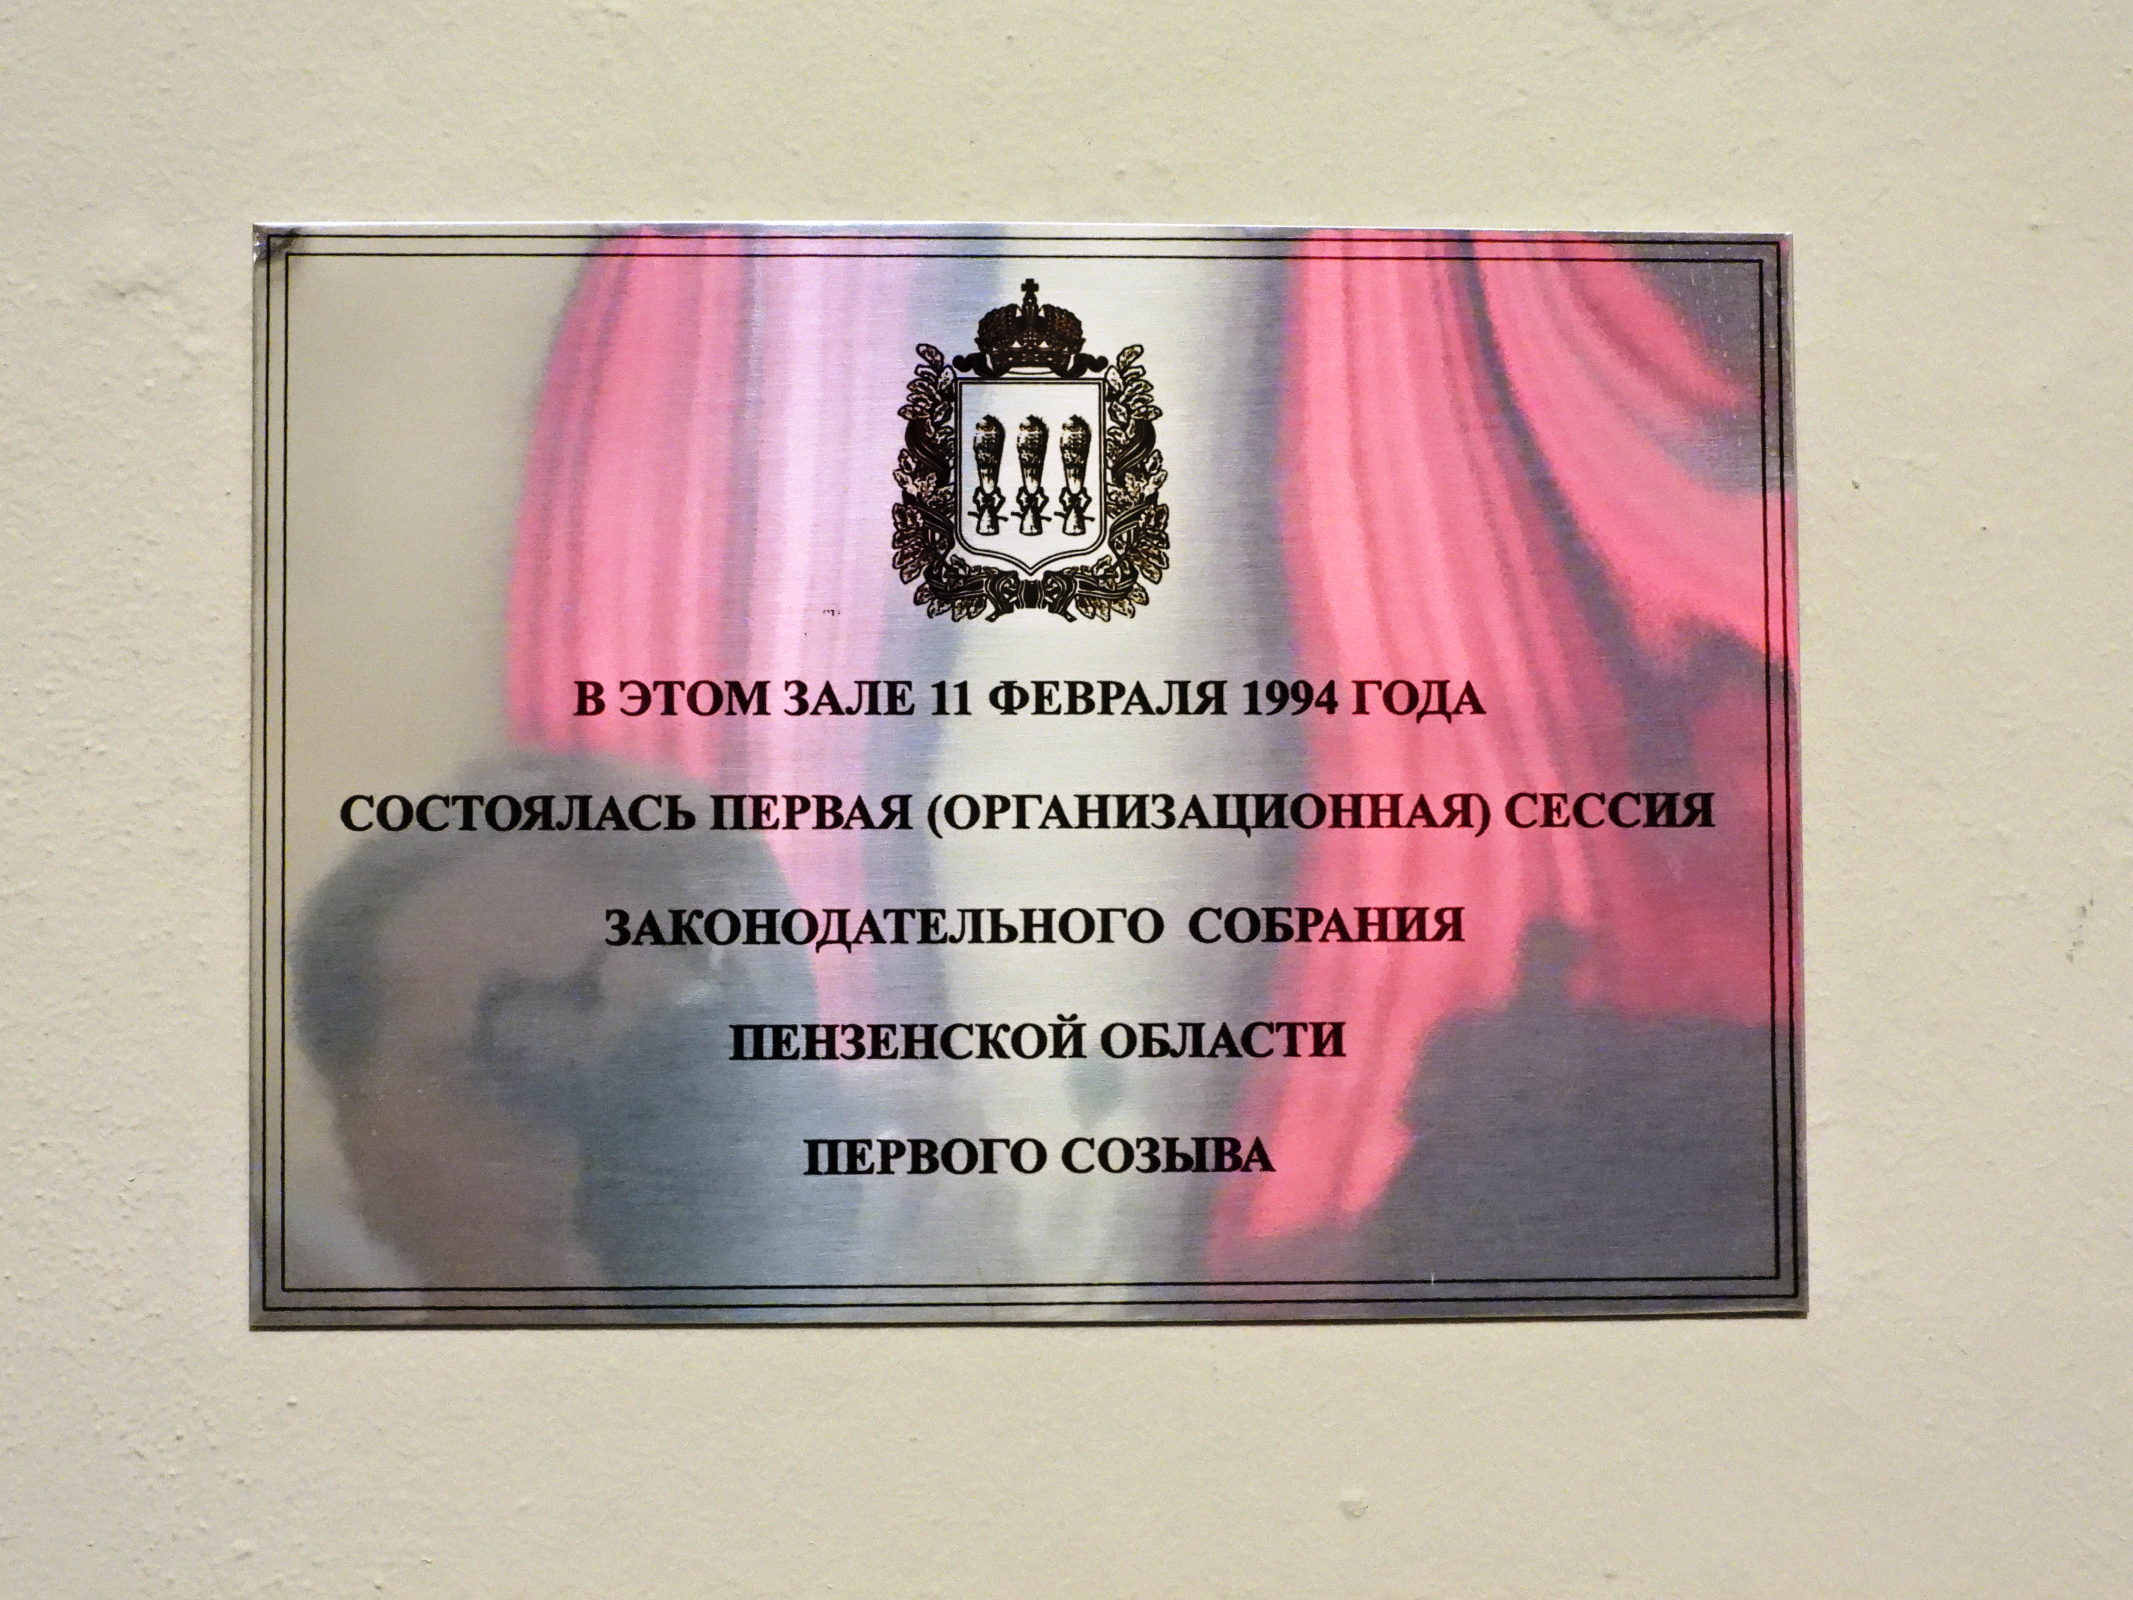 В ЭТОМ ЗАЛЕ 11 ФЕВРАЛЯ 1994 ГОДА
СОСТОЯЛАСЬ ПЕРВАЯ (ОРГАНИЗАЦИОННАЯ) СЕССИЯ
ЗАКОНОДАТЕЛЬНОГО СОБРАНИЯ
ПЕНЗЕНСКОЙ ОБЛАСТИ
ПЕРВОГО СОЗЫВА